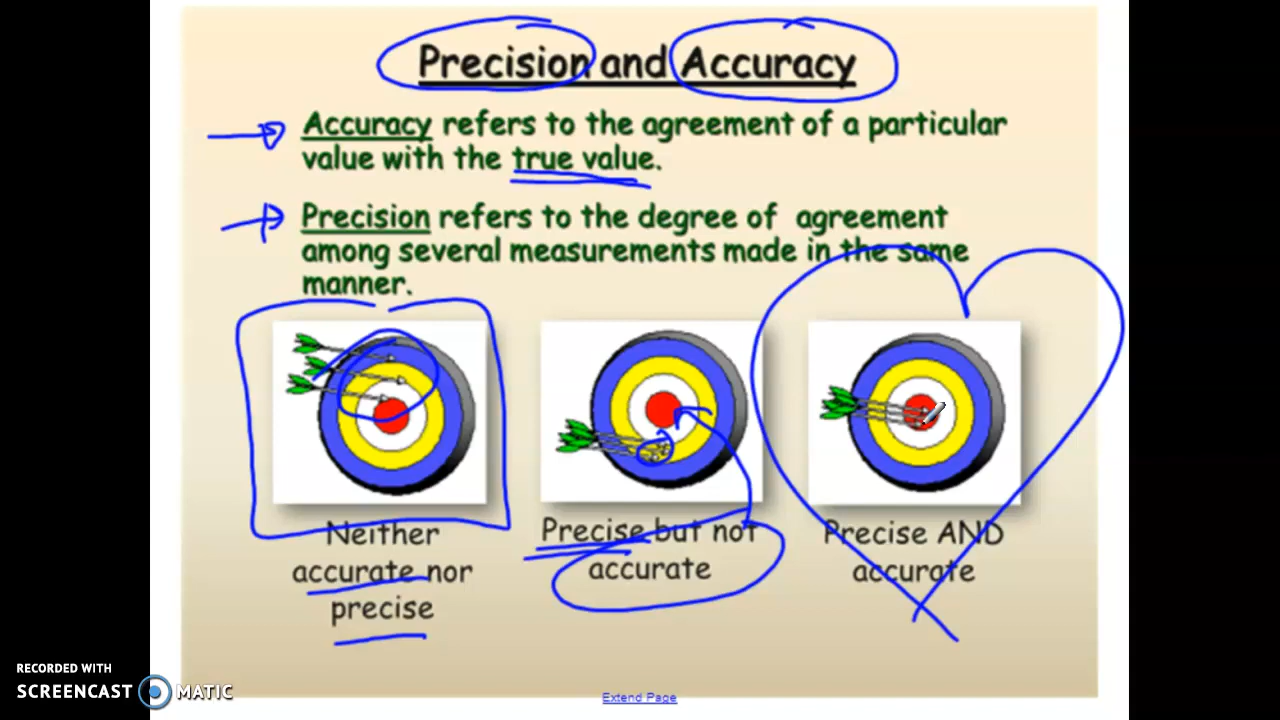 Precision and Accuracy
Accuracy refers to the agreement of a particular
value with the true value.
Precision refers to the degree of agreement
among several measurements made in the same
manner.
Neither
accurate nor
precise
Precise but not
accurate
Precise AND
accurate
RECORDED WITH
SCREENCAST MATIC
Extend Page